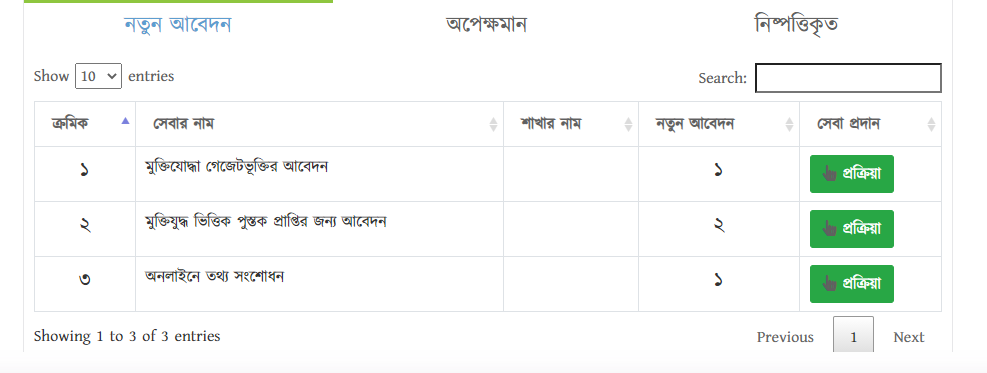 নতুন আবেদন অপেক্ষমান নিষ্পত্তিকৃত
Show 10 entries Search:
ক্রমিক সেবার নাম শাখার নাম নতুন আবেদন সেবা প্রদান
১ মুক্তিযোদ্ধা গেজেটভূক্তির আবেদন ১ প্রক্রিয়া
২ মুক্তিযুদ্ধ ভিত্তিক পুস্তক প্রাপ্তির জন্য আবেদন ২ প্রক্রিয়া
৩ অনলাইনে তথ্য সংশোধন ১ প্রক্রিয়া
Showing 1 to 3 of 3 entries Previous 1 Next